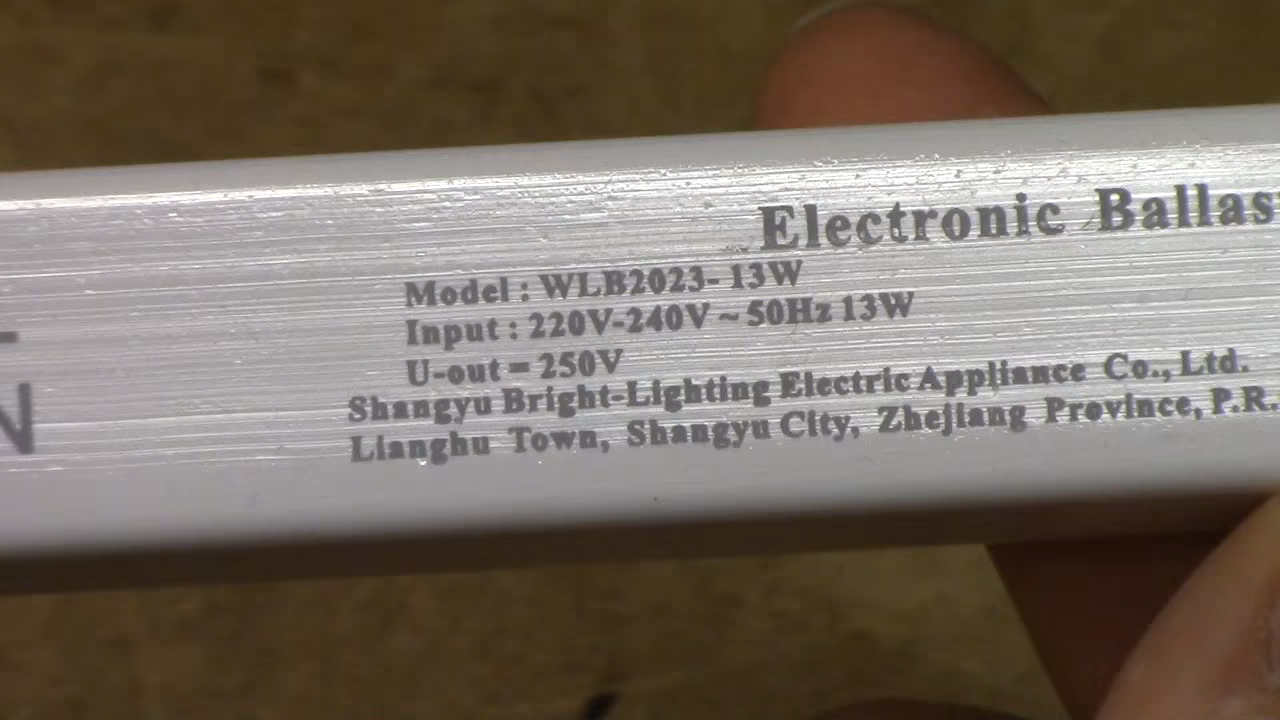 Electronic Ballas
Model : WLB2023-13W
Input : 220V-240V ~ 50Hz 13W
U-out = 250V
Shangyu Bright-Lighting Electric Appliance Co., Ltd.
Lianghu Town, Shangyu City, Zhejiang Province, P.R.
N